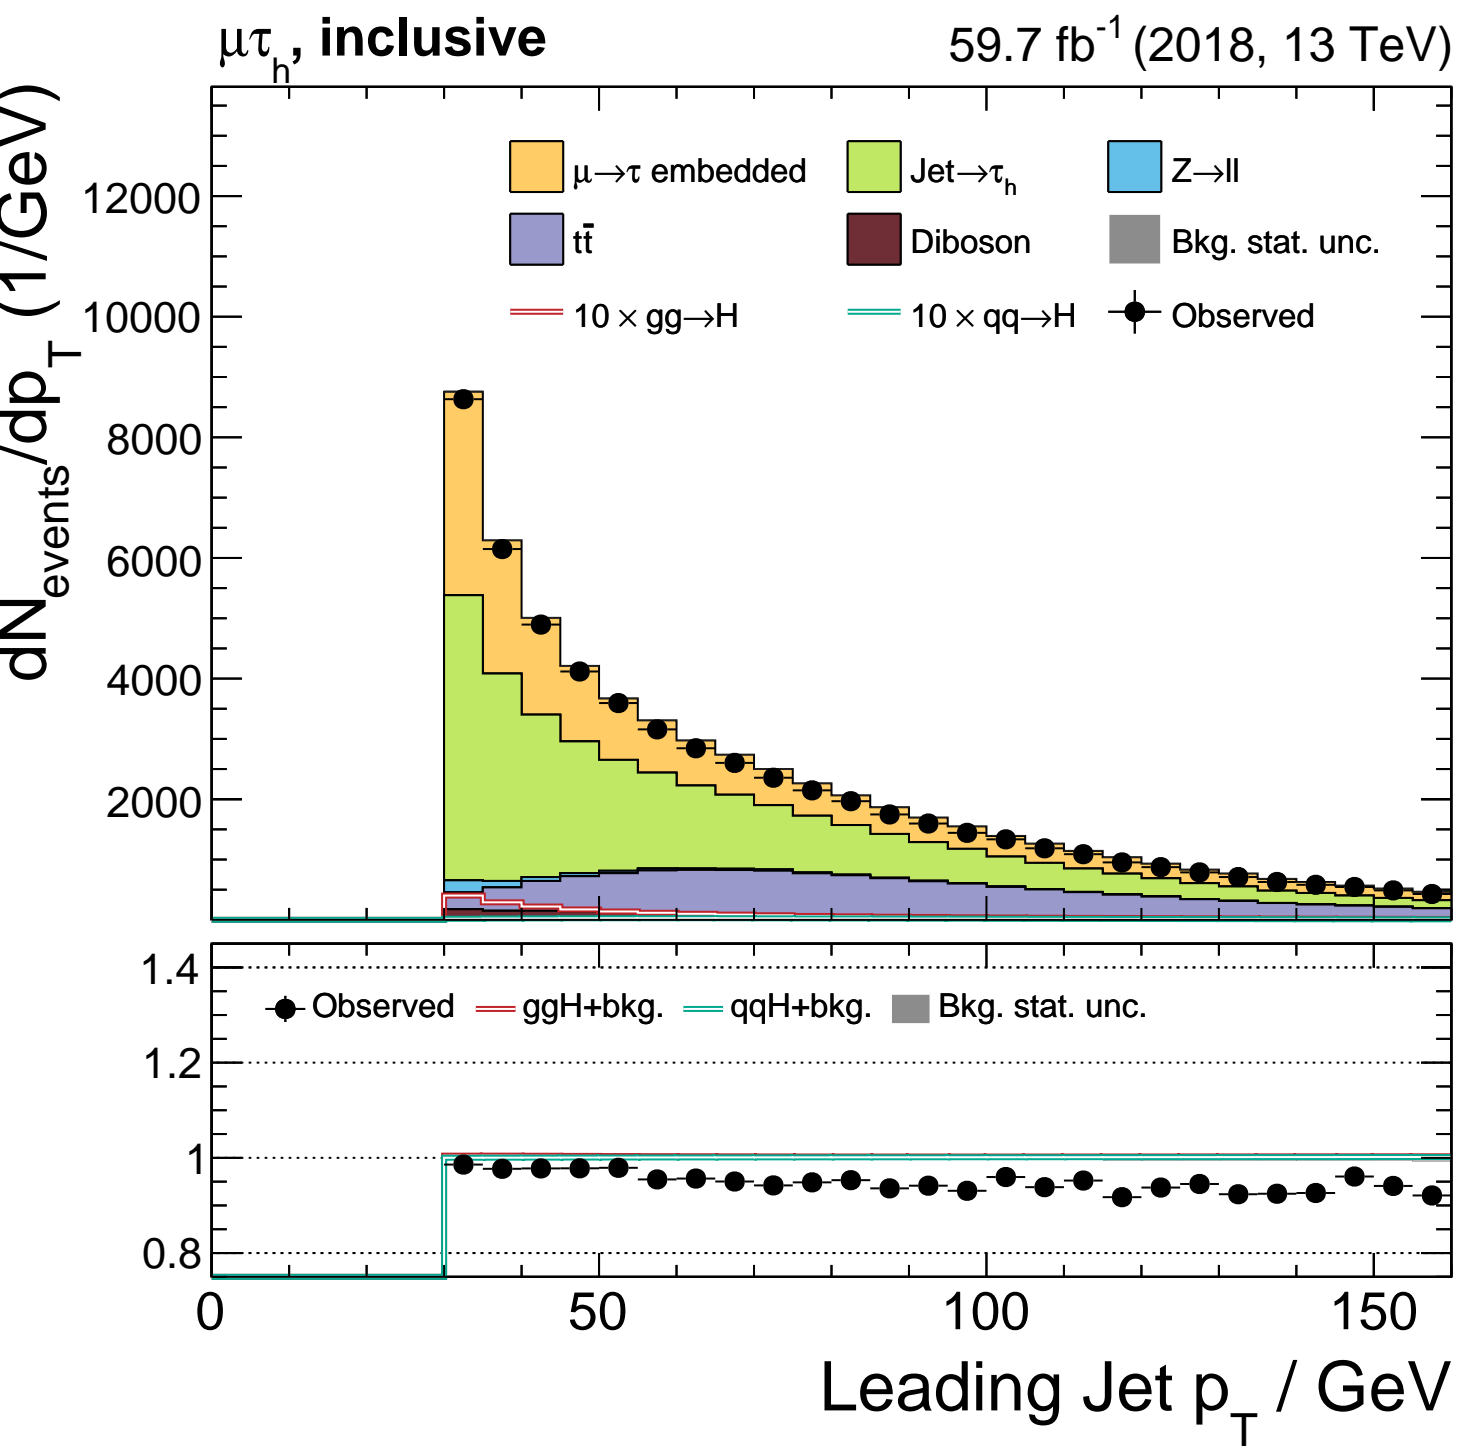 μτh, inclusive
59.7 fb-1 (2018, 13 TeV)
dNevents/dpT (1/GeV)
12000
10000
8000
6000
4000
2000
μ→τ embedded
Jet→τh
Z→ll
tt̄
Diboson
Bkg. stat. unc.
10 × gg→H
10 × qq→H
Observed
1.4
1.2
1
0.8
Observed
ggH+bkg.
qqH+bkg.
Bkg. stat. unc.
0
50
100
150
Leading Jet pT / GeV